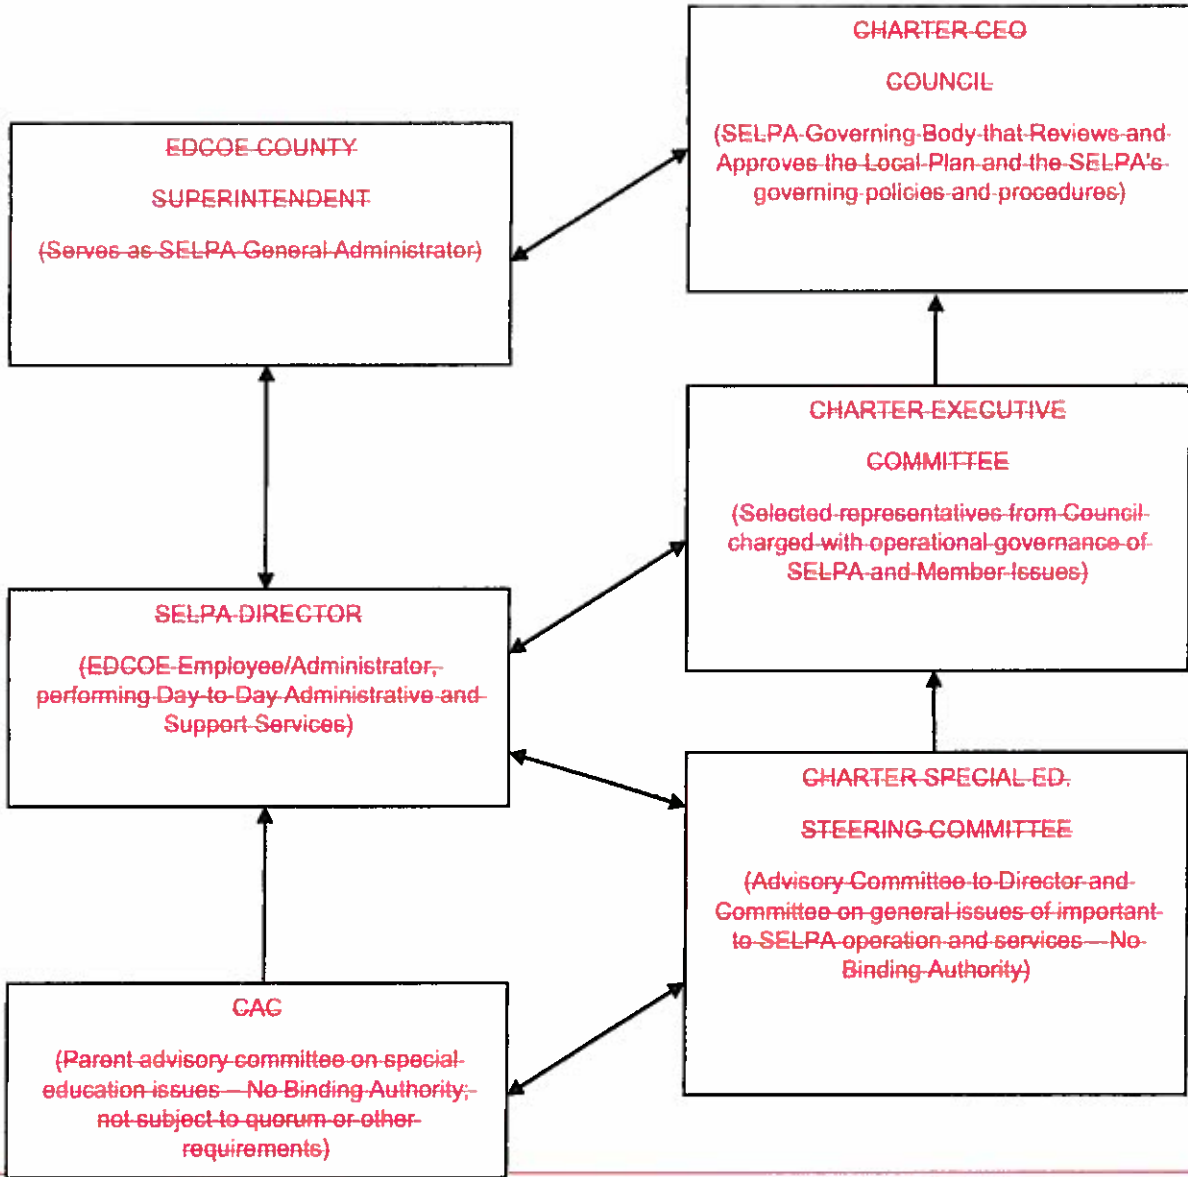 EDCOE COUNTY
SUPERINTENDENT
(Serves as SELPA General Administrator)
CHARTER CEO
COUNCIL
(SELPA Governing Body that Reviews and
Approves the Local Plan and the SELPA's
governing policies and procedures)
CHARTER EXECUTIVE
COMMITTEE
(Selected representatives from Council
charged with operational governance of
SELPA and Member Issues)
SELPA DIRECTOR
(EDCOE Employee/Administrator,
performing Day-to-Day Administrative and
Support Services)
CHARTER SPECIAL ED.
STEERING COMMITTEE
(Advisory Committee to Director and
Committee on general issues of important
to SELPA operation and services – No
Binding Authority)
CAC
(Parent advisory committee on special
education issues – No Binding Authority;
not subject to quorum or other
requirements)